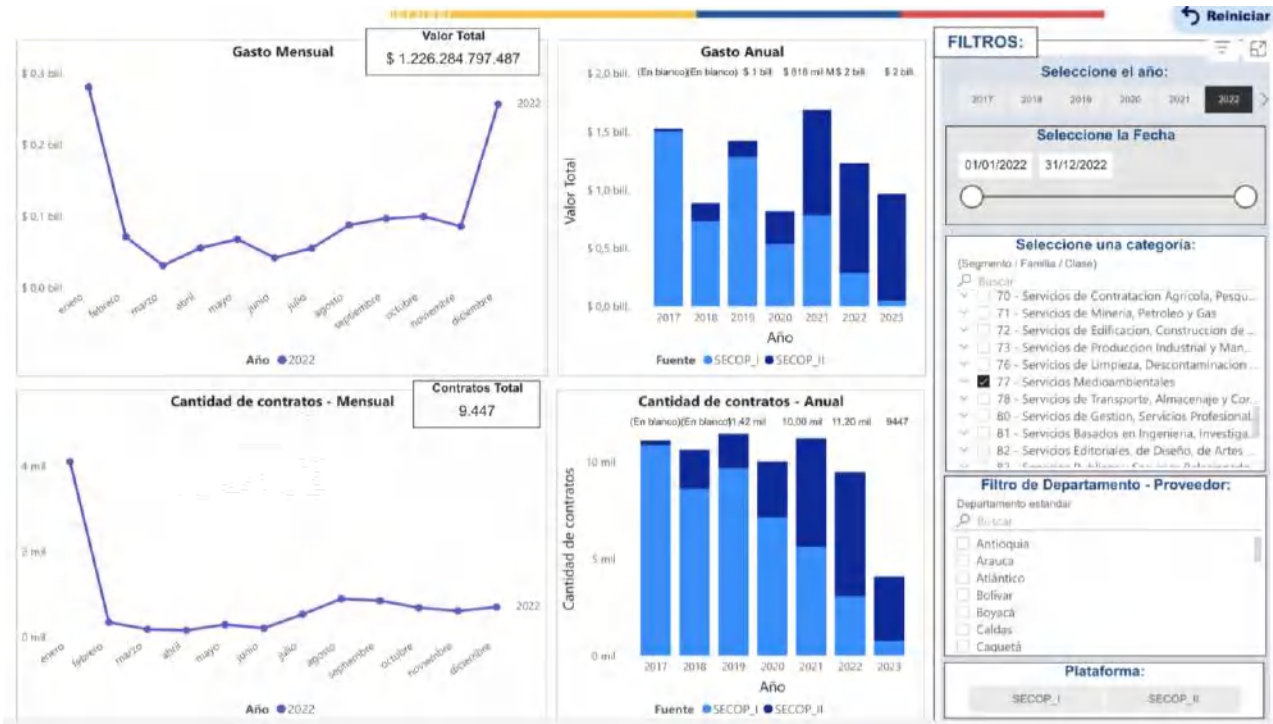 Reiniciar
Gasto Mensual
Valor Total
$ 1.226.284.797.487
$ 0,3 bill.
$ 0,2 bill.
$ 0,1 bill.
$ 0,0 bill.
2022
enero febrero marzo abril mayo junio julio agosto septiembre octubre noviembre diciembre
Año 2022
Gasto Anual
(En blanco)(En blanco) $ 1 bill. $ 816 mil M $ 2 bill. $ 2 bill.
Valor Total
$ 2,0 bill.
$ 1,5 bill.
$ 1,0 bill.
$ 0,5 bill.
$ 0,0 bill.
2017 2018 2019 2020 2021 2022 2023
Año
Fuente SECOP_I SECOP_II
Cantidad de contratos - Mensual
Contratos Total
9.447
4 mil
2 mil
0 mil
2022
enero febrero marzo abril mayo junio julio agosto septiembre octubre noviembre diciembre
Año 2022
Cantidad de contratos - Anual
(En blanco)(En blanco) 11,42 mil 10,00 mil 11,20 mil 9447
Cantidad de contratos
10 mil
5 mil
0 mil
2017 2018 2019 2020 2021 2022 2023
Año
Fuente SECOP_I SECOP_II
FILTROS:
Seleccione el año:
2017 2018 2019 2020 2021 2022
Seleccione la Fecha
01/01/2022 31/12/2022
Seleccione una categoría:
(Segmento / Familia / Clase)
Buscar
70 - Servicios de Contratacion Agricola, Pesqu...
71 - Servicios de Mineria, Petroleo y Gas
72 - Servicios de Edificacion, Construccion de ...
73 - Servicios de Produccion Industrial y Man...
76 - Servicios de Limpieza, Descontaminacion ...
77 - Servicios Medioambientales
78 - Servicios de Transporte, Almacenaje y Cor...
80 - Servicios de Gestion, Servicios Profesional...
81 - Servicios Basados en Ingenieria, Investiga...
82 - Servicios Editoriales, de Diseño, de Artes ...
Filtro de Departamento - Proveedor:
Departamento estandar
Buscar
Antioquia
Arauca
Atlántico
Bolívar
Boyacá
Caldas
Caquetá
Plataforma:
SECOP_I SECOP_II